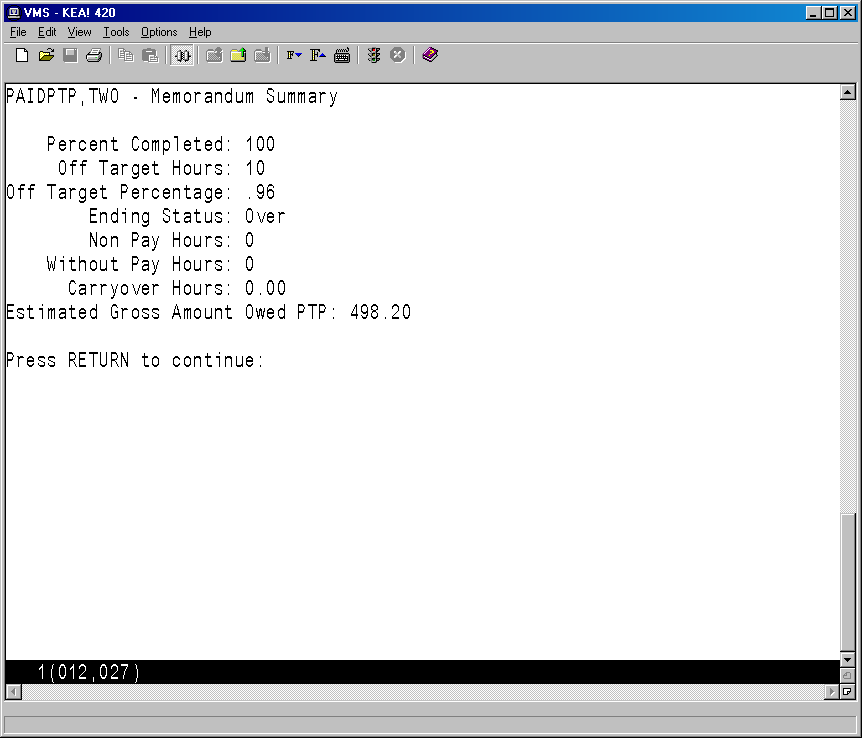 VMS - KEA! 420
File Edit View Tools Options Help
PAIDPTP,TWO - Memorandum Summary
Percent Completed: 100
Off Target Hours: 10
Off Target Percentage: .96
Ending Status: Over
Non Pay Hours: 0
Without Pay Hours: 0
Carryover Hours: 0.00
Estimated Gross Amount Owed PTP: 498.20
Press RETURN to continue:
1(012,027)